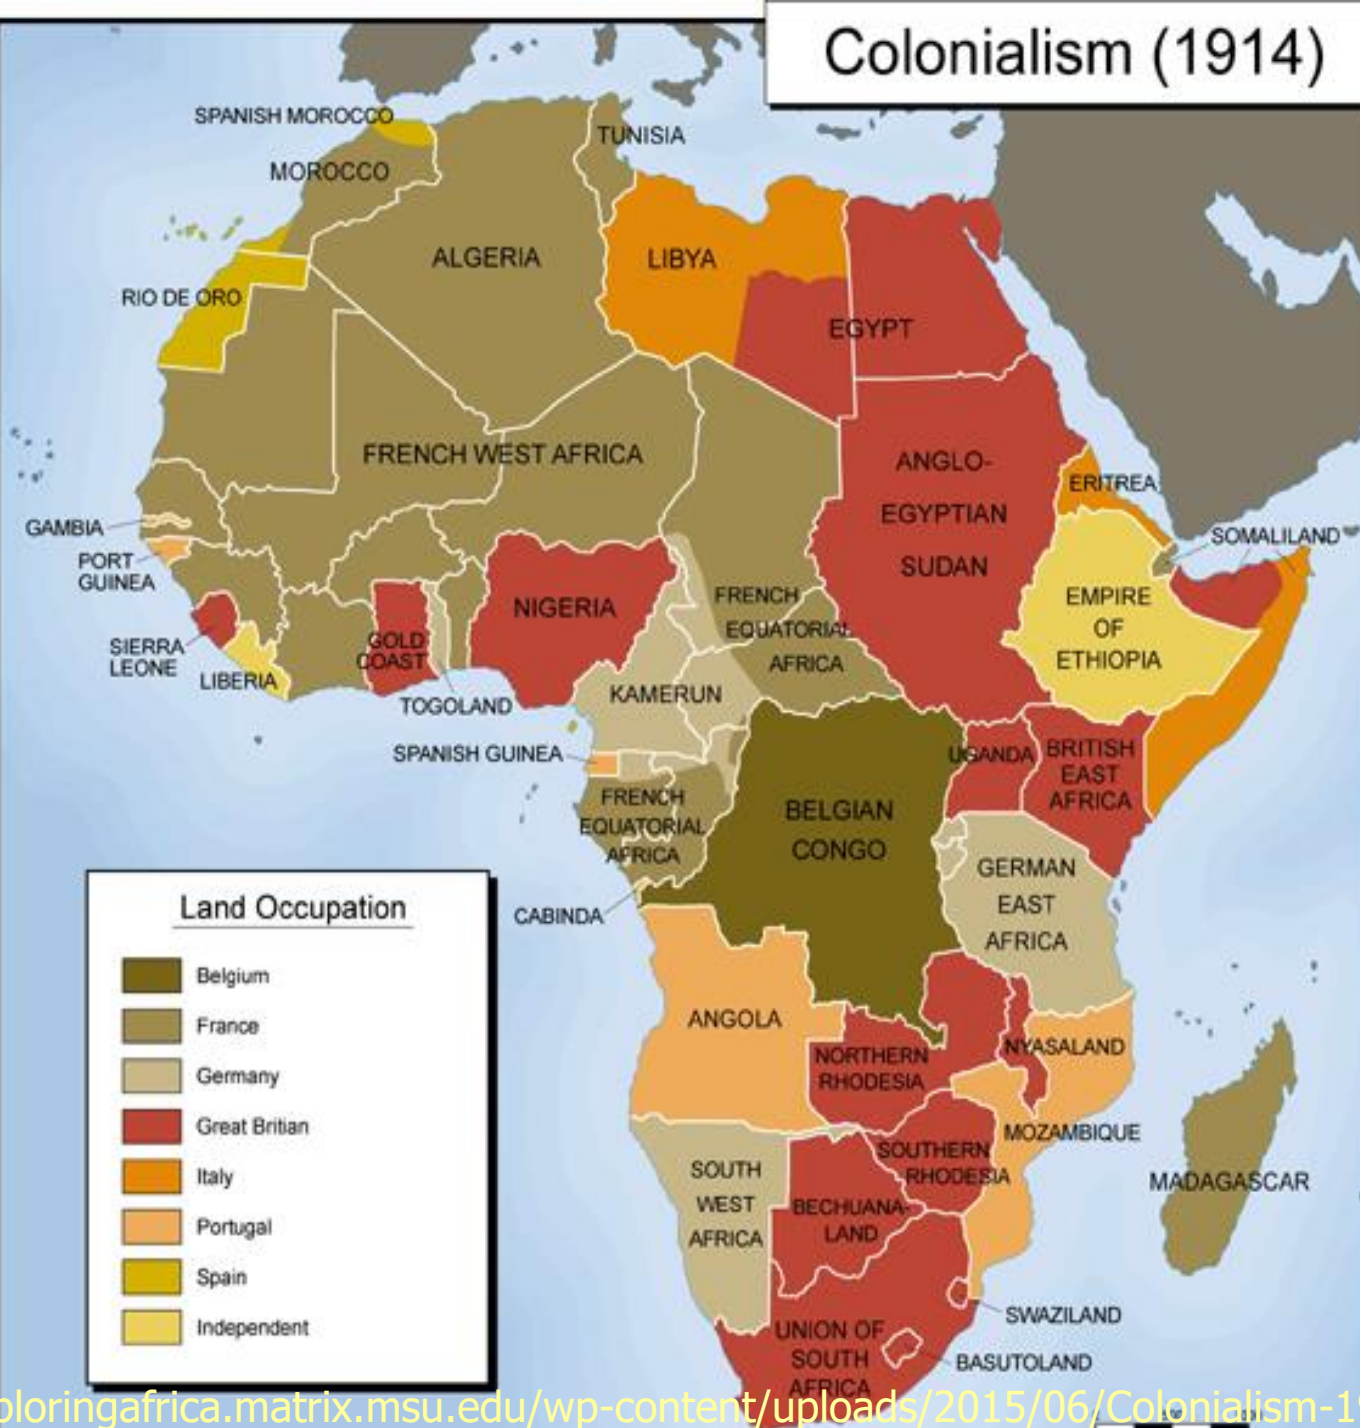 Colonialism (1914)
SPANISH MOROCCO
TUNISIA
MOROCCO
ALGERIA
LIBYA
RIO DE ORO
EGYPT
FRENCH WEST AFRICA
ANGLO-
EGYPTIAN
SUDAN
ERITREA
GAMBIA
SOMALILAND
PORT
GUINEA
EMPIRE
OF
ETHIOPIA
NIGERIA
FRENCH
EQUATORIAL
AFRICA
SIERRA
LEONE
GOLD
COAST
LIBERIA
KAMERUN
TOGOLAND
SPANISH GUINEA
UGANDA
BRITISH
EAST
AFRICA
FRENCH
EQUATORIAL
AFRICA
BELGIAN
CONGO
GERMAN
EAST
AFRICA
CABINDA
ANGOLA
NYASALAND
NORTHERN
RHODESIA
MOZAMBIQUE
SOUTHERN
RHODESIA
SOUTH
WEST
AFRICA
MADAGASCAR
BECHUANA-
LAND
SWAZILAND
UNION OF
SOUTH
AFRICA
BASUTOLAND
Land Occupation
Belgium
France
Germany
Great Britian
Italy
Portugal
Spain
Independent
ploringafrica.matrix.msu.edu/wp-content/uploads/2015/06/Colonialism-1